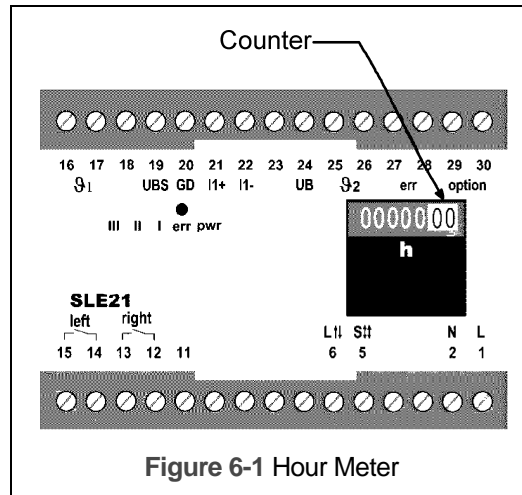 Counter
16 17 18 19 20 21 22 23 24 25 26 27 28 29 30
ϑ1 UBS GD I1+ I1- UB ϑ2 err option
III II I err pwr
00000 00
h
SLE21
left right
L↑↓ S↓↑ N L
15 14 13 12 11 6 5 2 1
Figure 6-1 Hour Meter